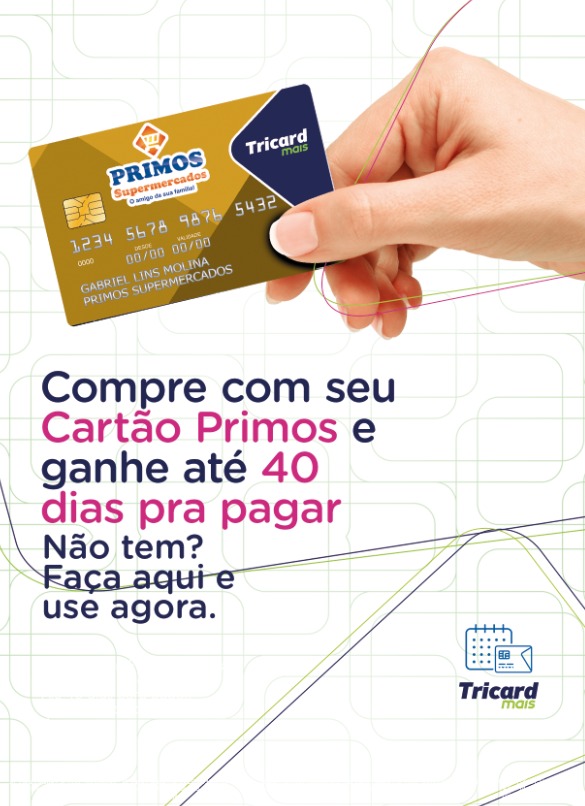 PRIMOS
Supermercados
O amigo da sua família!
Tricard
mais
1234 5678 9876 5432
0000
DESDE
VALIDADE
00/00 00/00
GABRIEL LINS MOLINA
PRIMOS SUPERMERCADOS
Compre com seu
Cartão Primos e
ganhe até 40
dias pra pagar
Não tem?
Faça aqui e
use agora.
Tricard
mais